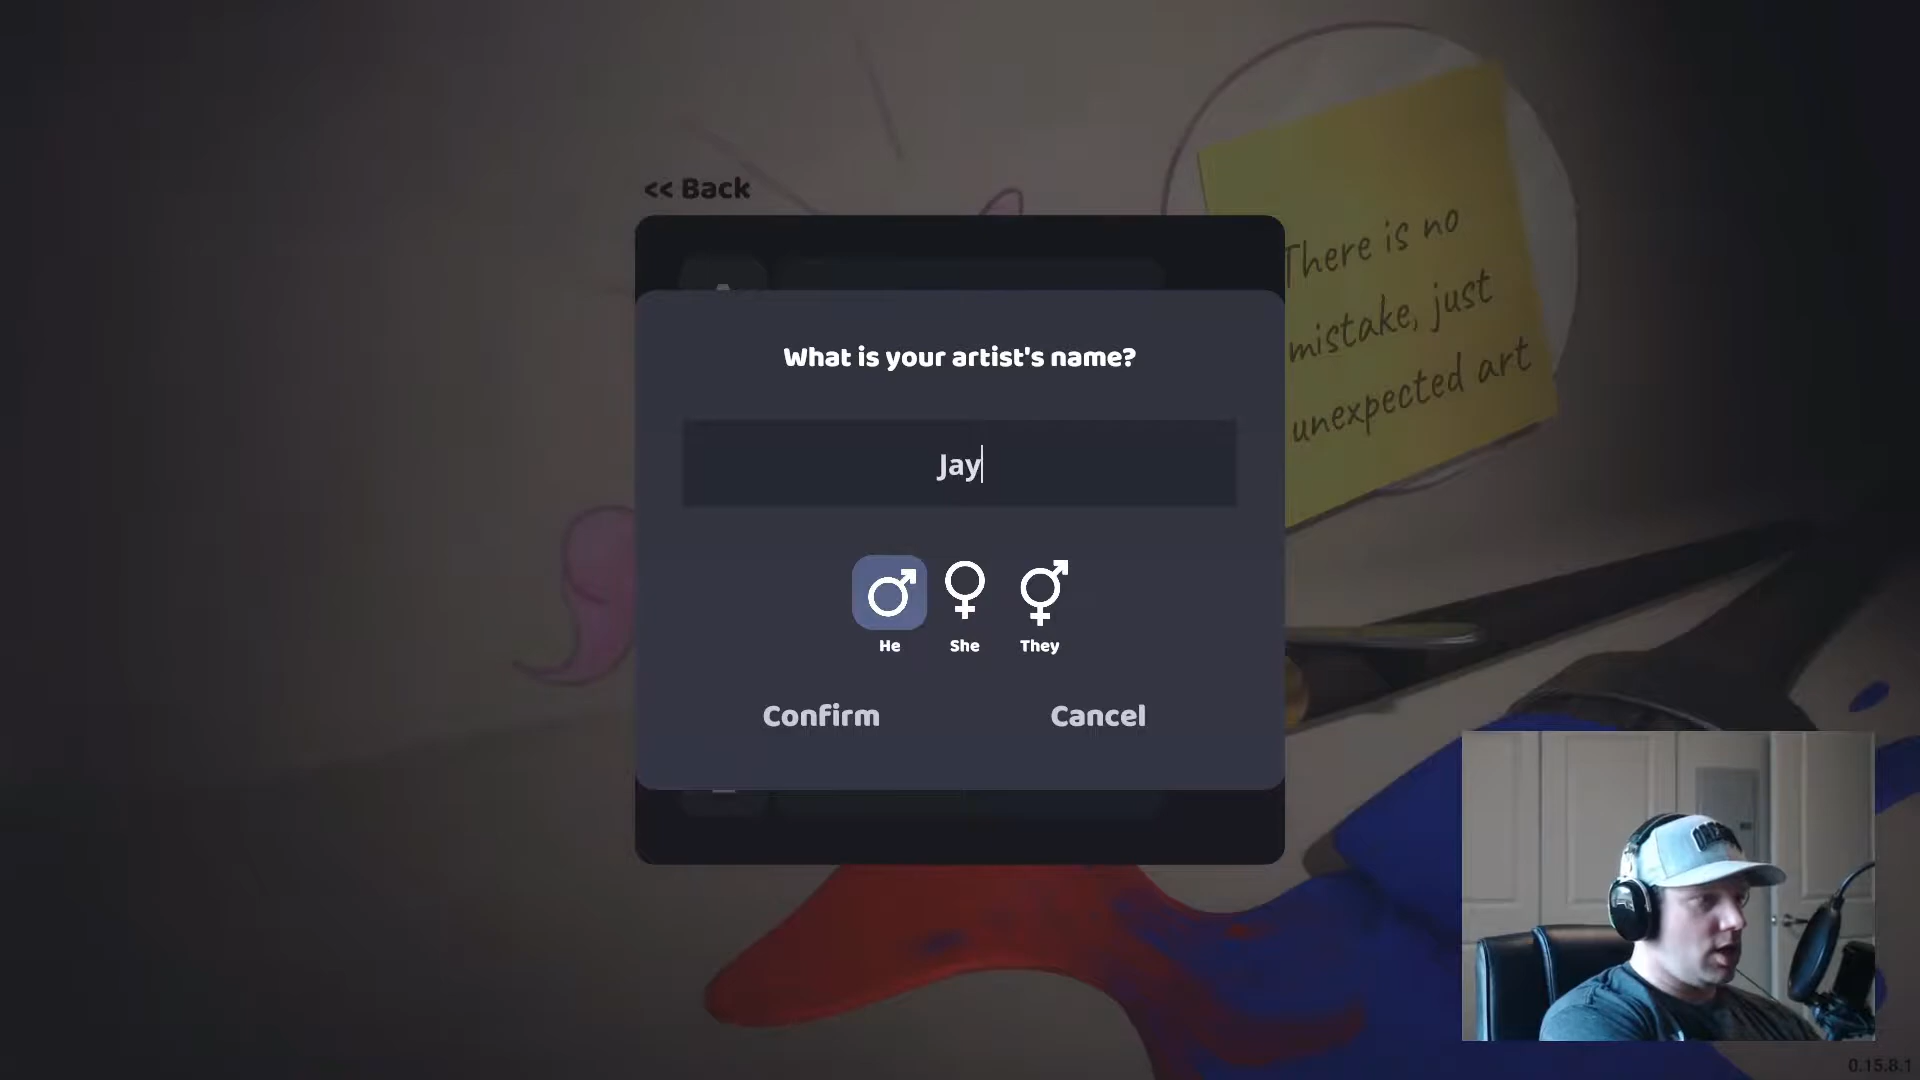 << Back
There is no
mistake, just
unexpected art
What is your artist's name?
Jay
He
She
They
Confirm
Cancel
0.15.8.1